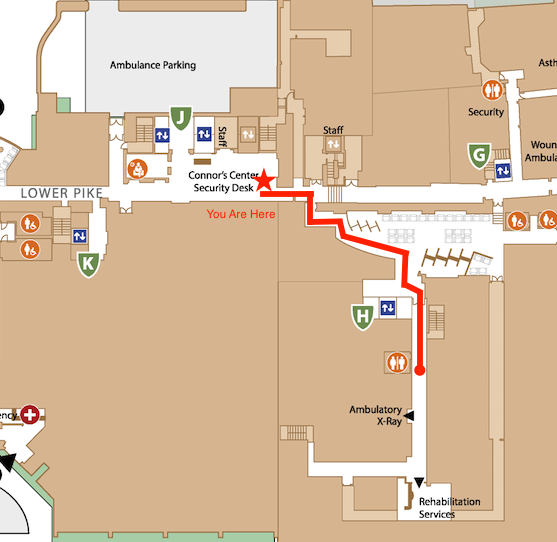 Ambulance Parking
Asth
Security
J
Staff
Staff
G
Woun
Ambula
Connor's Center
Security Desk
LOWER PIKE
You Are Here
K
H
Ambulatory
X-Ray
ency
Rehabilitation
Services